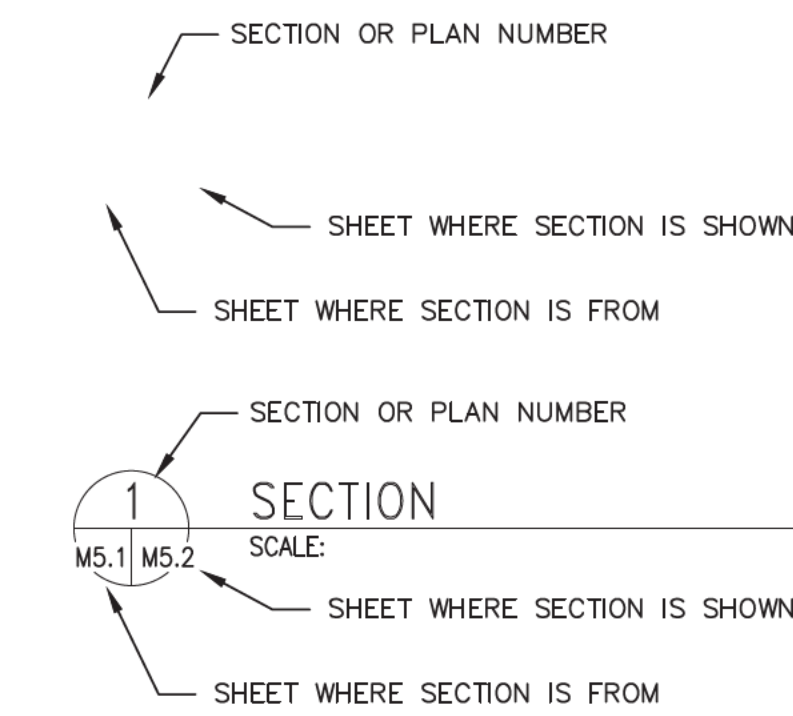 SECTION OR PLAN NUMBER
SHEET WHERE SECTION IS SHOWN
SHEET WHERE SECTION IS FROM
SECTION OR PLAN NUMBER
1
SECTION
M5.1 M5.2
SCALE:
SHEET WHERE SECTION IS SHOWN
SHEET WHERE SECTION IS FROM